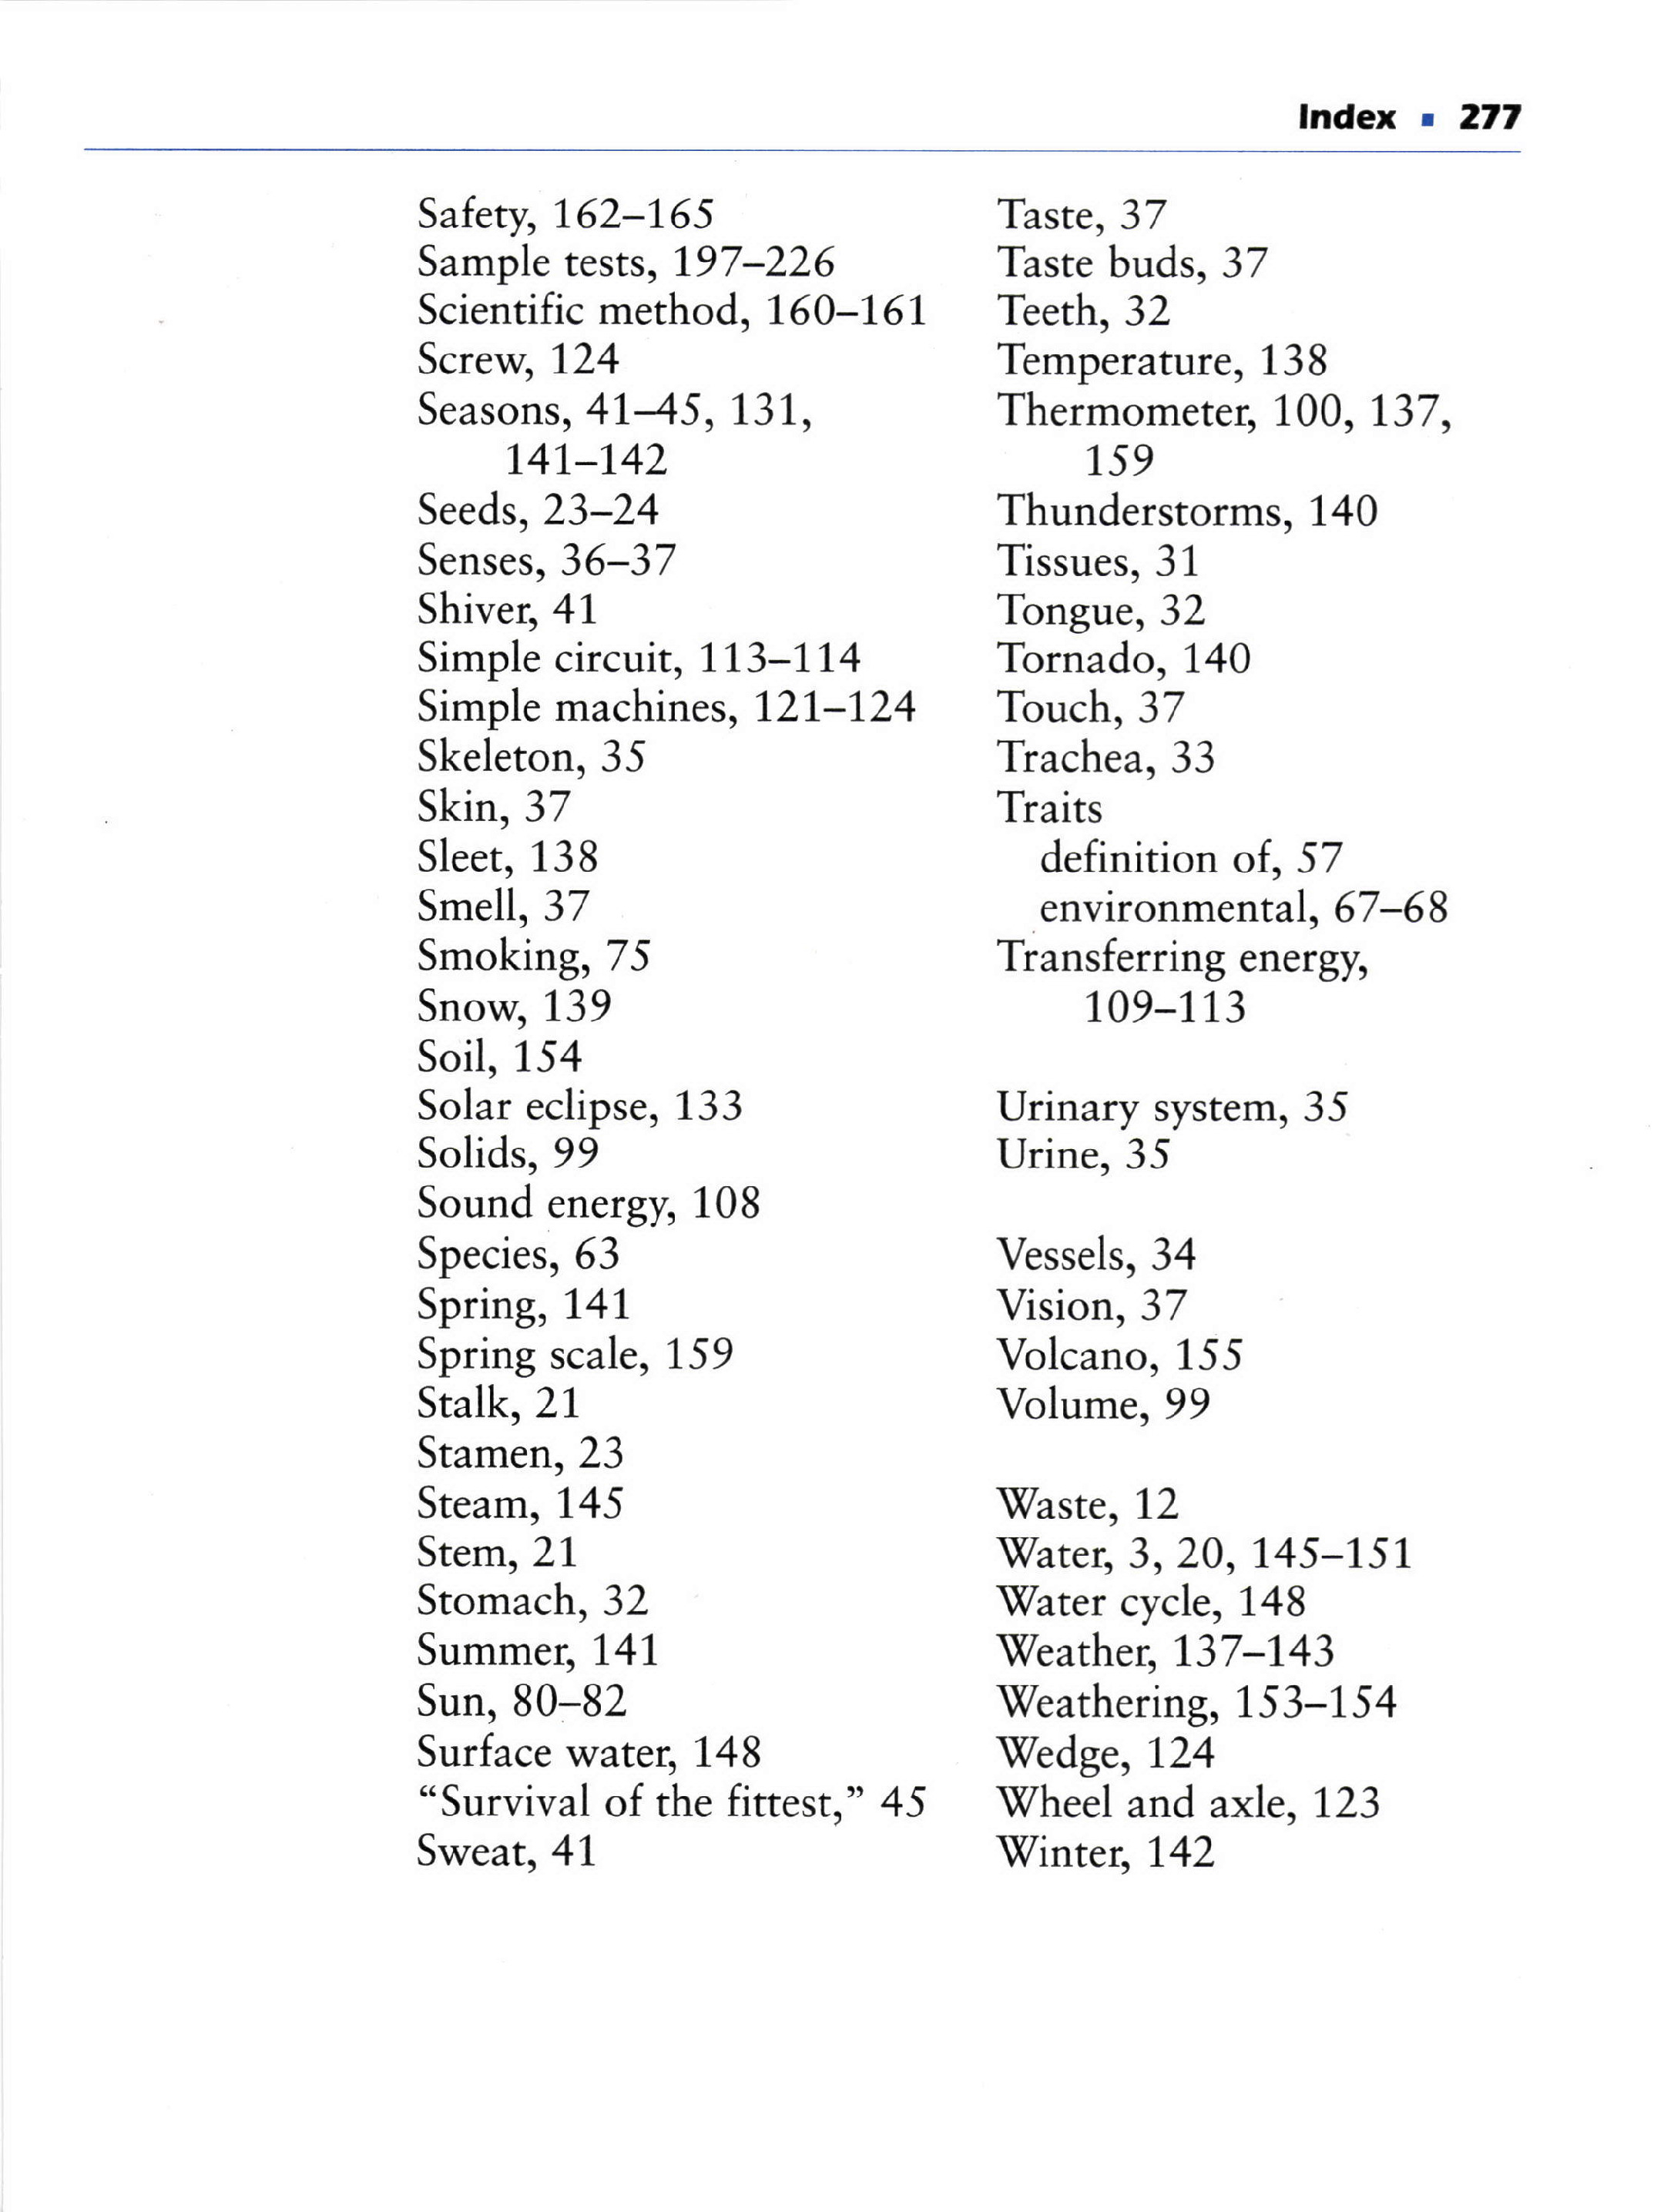 Index ▪ 277
Safety, 162–165
Sample tests, 197–226
Scientific method, 160–161
Screw, 124
Seasons, 41–45, 131,
141–142
Seeds, 23–24
Senses, 36–37
Shiver, 41
Simple circuit, 113–114
Simple machines, 121–124
Skeleton, 35
Skin, 37
Sleet, 138
Smell, 37
Smoking, 75
Snow, 139
Soil, 154
Solar eclipse, 133
Solids, 99
Sound energy, 108
Species, 63
Spring, 141
Spring scale, 159
Stalk, 21
Stamen, 23
Steam, 145
Stem, 21
Stomach, 32
Summer, 141
Sun, 80–82
Surface water, 148
“Survival of the fittest,” 45
Sweat, 41
Taste, 37
Taste buds, 37
Teeth, 32
Temperature, 138
Thermometer, 100, 137,
159
Thunderstorms, 140
Tissues, 31
Tongue, 32
Tornado, 140
Touch, 37
Trachea, 33
Traits
definition of, 57
environmental, 67–68
Transferring energy,
109–113
Urinary system, 35
Urine, 35
Vessels, 34
Vision, 37
Volcano, 155
Volume, 99
Waste, 12
Water, 3, 20, 145–151
Water cycle, 148
Weather, 137–143
Weathering, 153–154
Wedge, 124
Wheel and axle, 123
Winter, 142